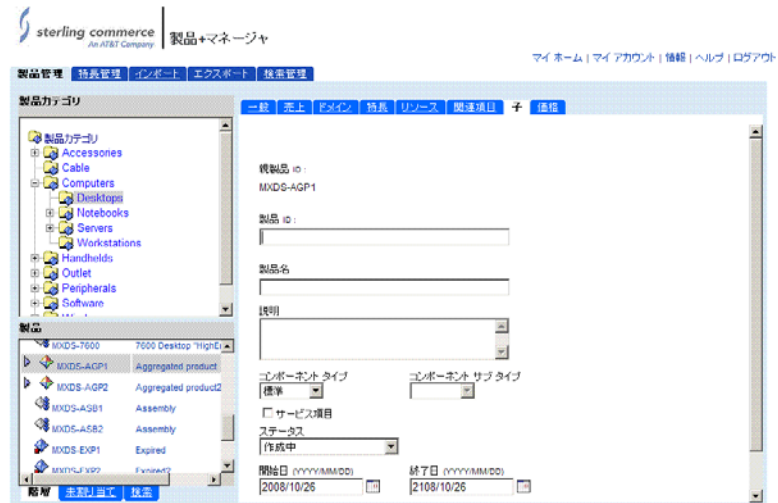 sterling commerce
An AT&T Company
製品+マネージャ
マイ ホーム | マイ アカウント | 情報 | ヘルプ | ログアウト
製品管理 特長管理 インポート エクスポート 検索管理
製品カテゴリ
製品カテゴリ
Accessories
Cable
Computers
Desktops
Notebooks
Servers
Workstations
Handhelds
Outlet
Peripherals
Software
製品
MXDS-7600 7600 Desktop "HighE
MXDS-AGP1 Aggregated product
MXDS-AGP2 Aggregated product2
MXDS-ASB1 Assembly
MXDS-ASB2 Assembly
MXDS-EXP1 Expired
MXDS-EXP2 Expired2
階層 未割り当て 検索
一般 売上 ドメイン 特長 リソース 関連項目 子 価格
親製品 ID :
MXDS-AGP1
製品 ID :
製品名
説明
コンポーネント タイプ コンポーネント サブ タイプ
標準
サービス項目
ステータス
作成中
開始日 (YYYY/MM/DD) 終了日 (YYYY/MM/DD)
2008/10/26 2108/10/26